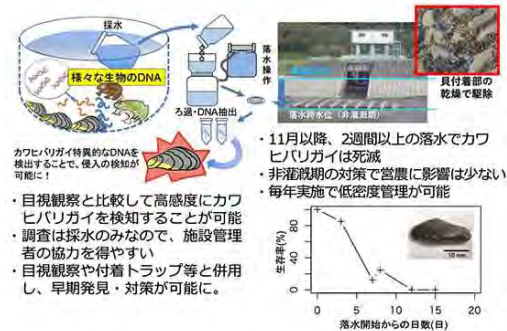 採水
様々な生物のDNA
ろ過・DNA抽出
カワヒバリガイ特異的なDNAを
検出することで、侵入の検知が
可能に！
・目視観察と比較して高感度にカワ
ヒバリガイを検知することが可能
・調査は採水のみなので、施設管理
者の協力を得やすい
・目視観察や付着トラップ等と併用
し、早期発見・対策が可能に。
落水操作
落水時水位（非灌漑期）
貝付着部の
乾燥で駆除
・11月以降、2週間以上の落水でカワ
ヒバリガイは死滅
・非灌漑期の対策で営農に影響は少ない
・毎年実施で低密度管理が可能
生存率(%)
80
40
0
10 mm
0 5 10 15 20
落水開始からの日数(日)